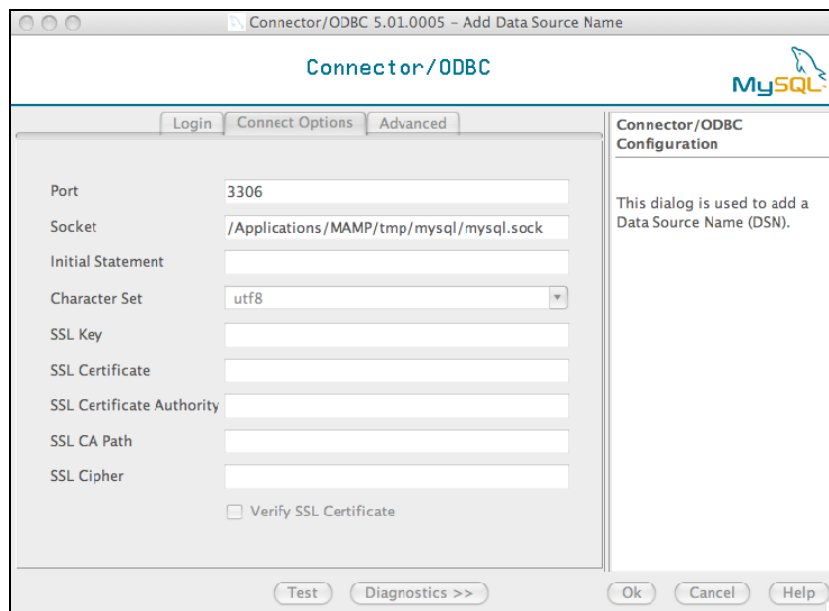 Connector/ODBC 5.01.0005 – Add Data Source Name
Connector/ODBC
MySQL
Login
Connect Options
Advanced
Port
3306
Socket
/Applications/MAMP/tmp/mysql/mysql.sock
Initial Statement
Character Set
utf8
SSL Key
SSL Certificate
SSL Certificate Authority
SSL CA Path
SSL Cipher
Verify SSL Certificate
Connector/ODBC
Configuration
This dialog is used to add a
Data Source Name (DSN).
Test
Diagnostics >>
Ok
Cancel
Help